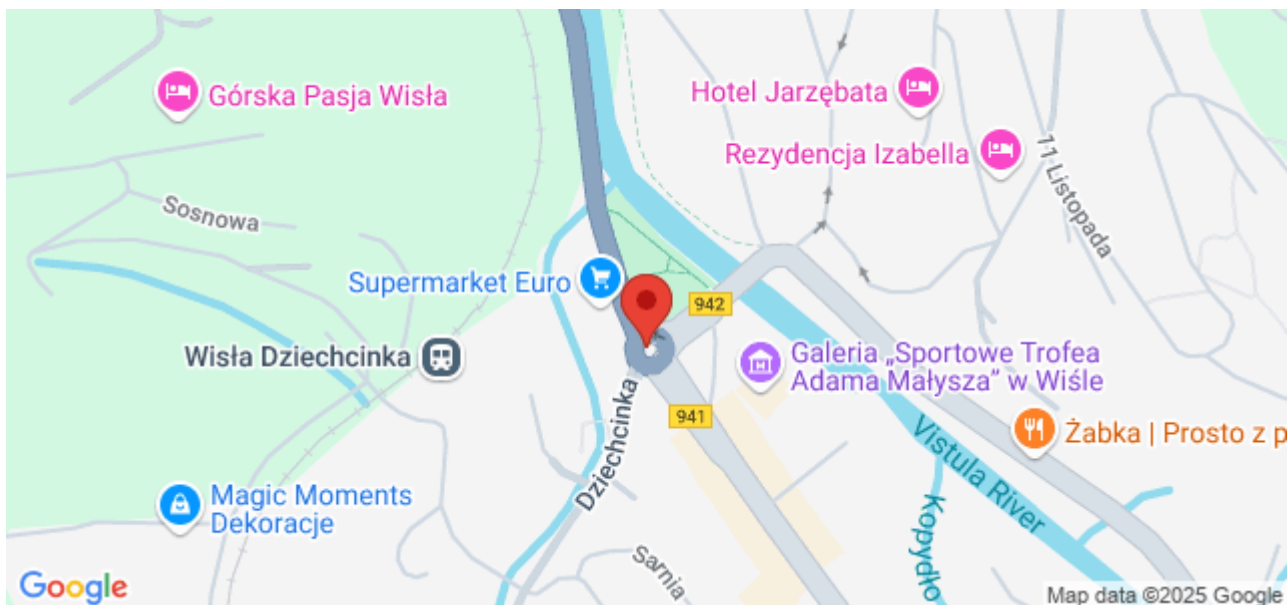 Górska Pasja Wisła
Hotel Jarzębata
Rezydencja Izabella
11 Listopada
Sosnowa
Supermarket Euro
942
Wisła Dziechcinka
Galeria „Sportowe Trofea
Adama Małysza” w Wiśle
941
Dziechcinka
Żabka | Prosto z p
Vistula River
Magic Moments
Dekoracje
Kopydło
Sarnia
Google
Map data ©2025 Google